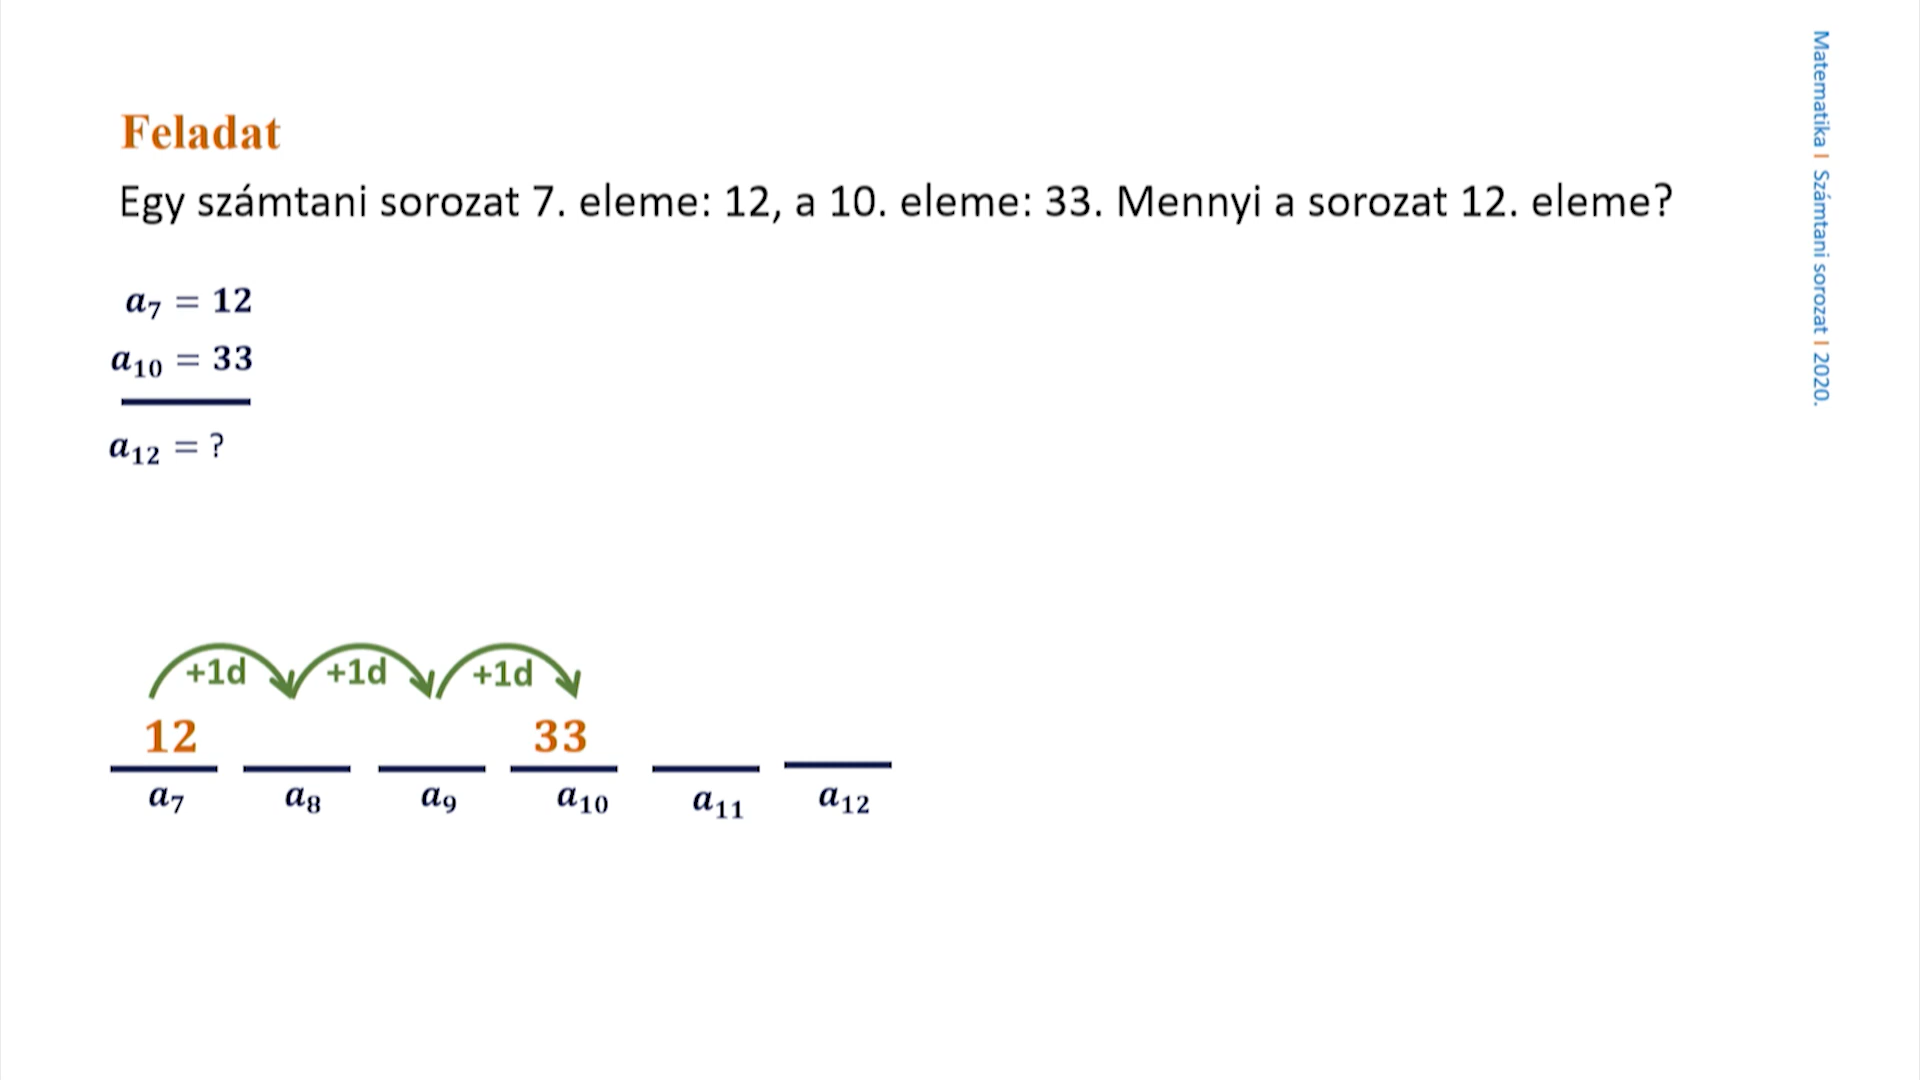 Feladat
Egy számtani sorozat 7. eleme: 12, a 10. eleme: 33. Mennyi a sorozat 12. eleme?
a₇ = 12
a₁₀ = 33
a₁₂ = ?
+1d +1d +1d
12 33
a₇ a₈ a₉ a₁₀ a₁₁ a₁₂
Matematika I Számtani sorozat I 2020.